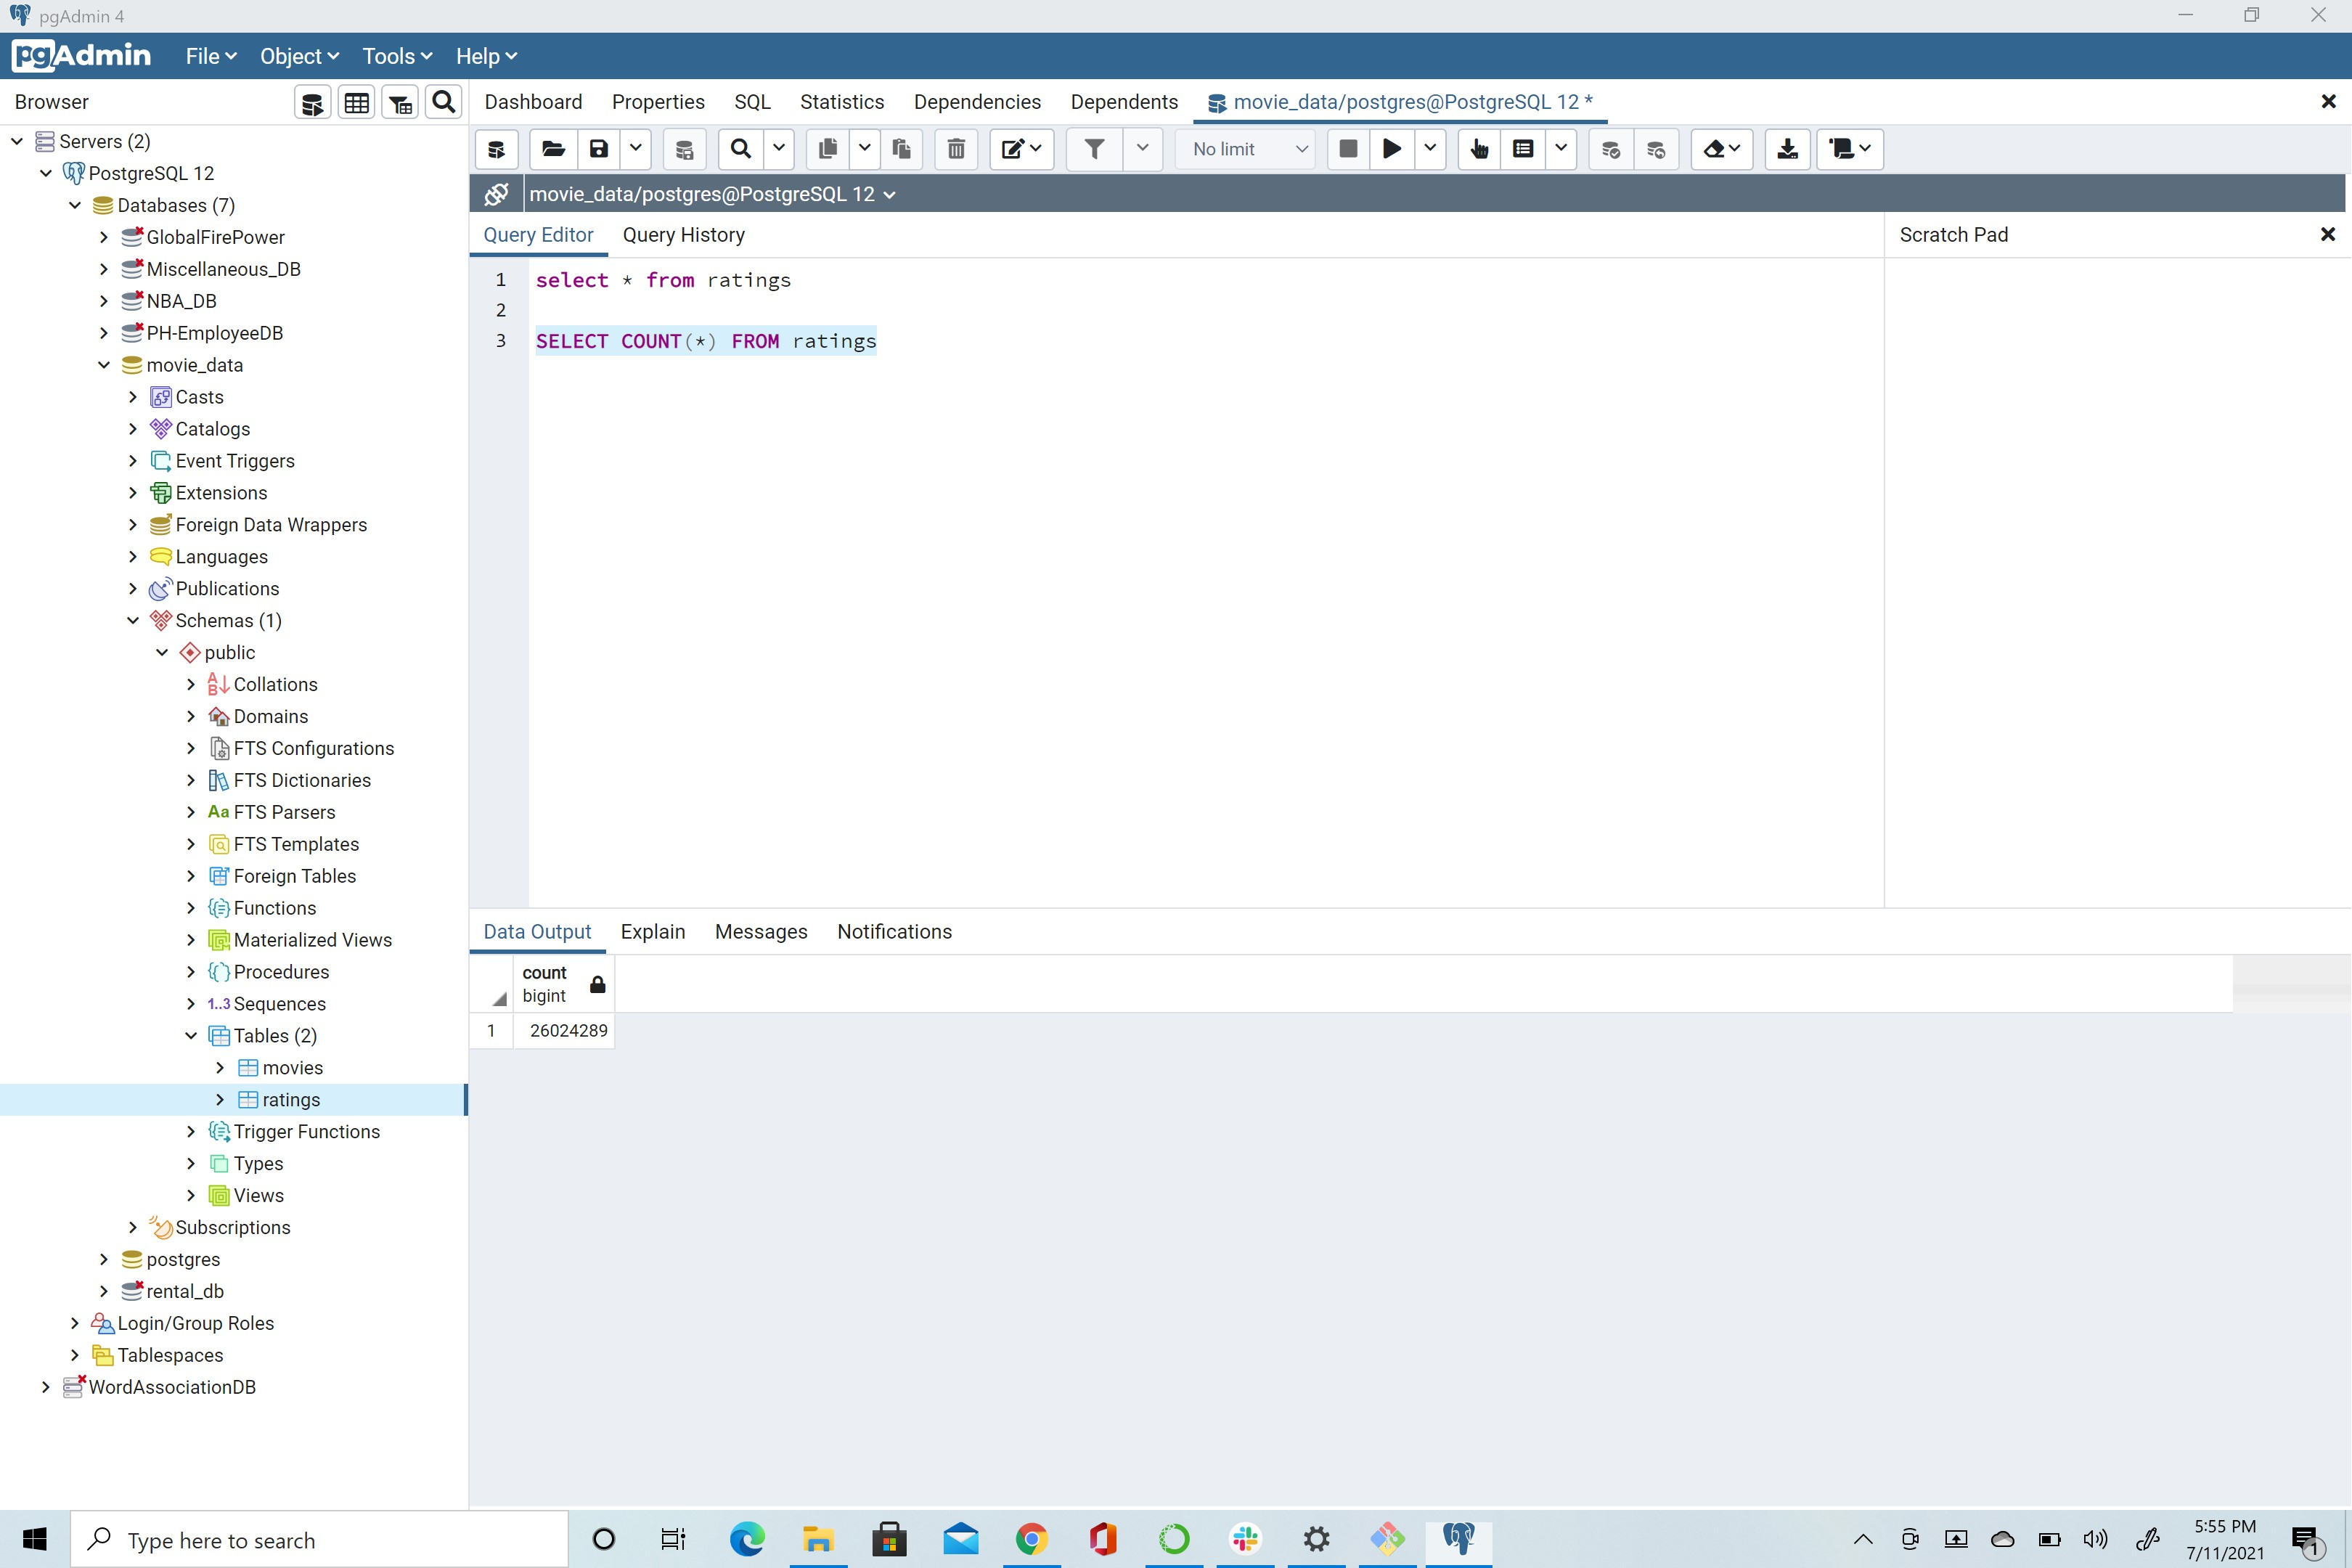 pgAdmin 4
pgAdmin File Object Tools Help
Browser
Dashboard Properties SQL Statistics Dependencies Dependents movie_data/postgres@PostgreSQL 12 *
Servers (2)
PostgreSQL 12
Databases (7)
GlobalFirePower
Miscellaneous_DB
NBA_DB
PH-EmployeeDB
movie_data
Casts
Catalogs
Event Triggers
Extensions
Foreign Data Wrappers
Languages
Publications
Schemas (1)
public
Collations
Domains
FTS Configurations
FTS Dictionaries
Aa FTS Parsers
FTS Templates
Foreign Tables
Functions
Materialized Views
Procedures
1..3 Sequences
Tables (2)
movies
ratings
Trigger Functions
Types
Views
Subscriptions
postgres
rental_db
Login/Group Roles
Tablespaces
WordAssociationDB
No limit
movie_data/postgres@PostgreSQL 12
Query Editor Query History
Scratch Pad
1 select * from ratings
2
3 SELECT COUNT(*) FROM ratings
Data Output Explain Messages Notifications
count
bigint
1 26024289
Type here to search
5:55 PM
7/11/2021
1